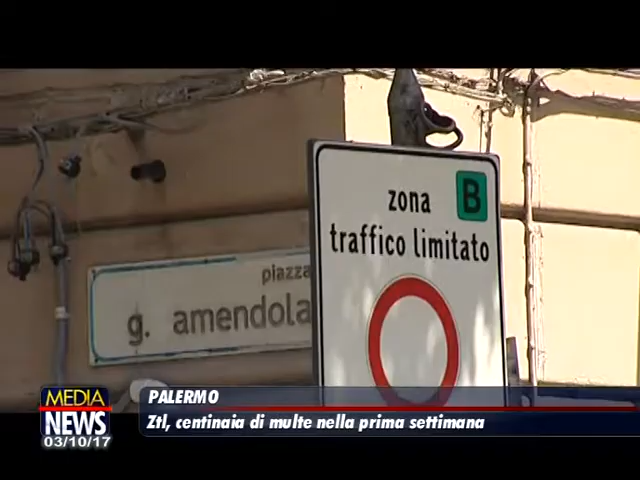 zona B
traffico limitato
piazza
g. amendola
MEDIA
NEWS
03/10/17
PALERMO
Ztl, centinaia di multe nella prima settimana